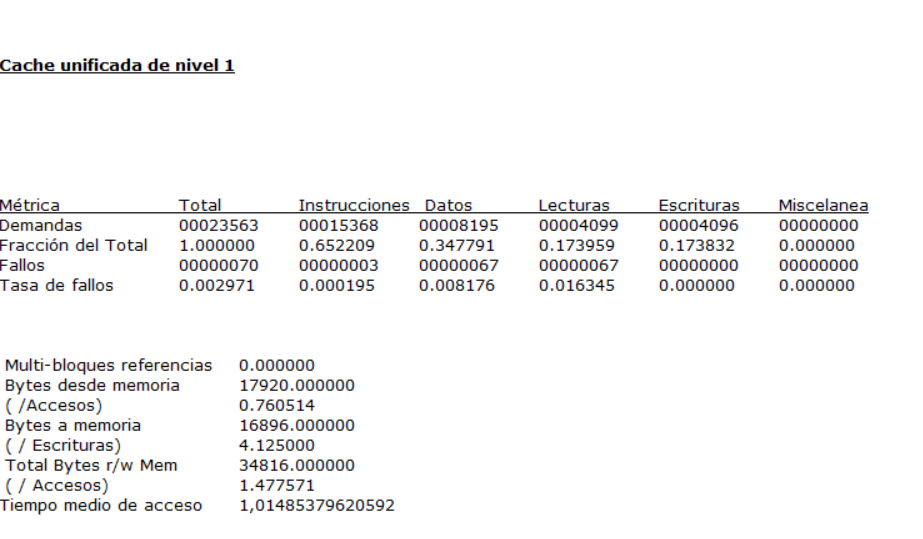 Cache unificada de nivel 1
Métrica Total Instrucciones Datos Lecturas Escrituras Miscelanea
Demandas 00023563 00015368 00008195 00004099 00004096 00000000
Fracción del Total 1.000000 0.652209 0.347791 0.173959 0.173832 0.000000
Fallos 00000070 00000003 00000067 00000067 00000000 00000000
Tasa de fallos 0.002971 0.000195 0.008176 0.016345 0.000000 0.000000
Multi-bloques referencias 0.000000
Bytes desde memoria 17920.000000
( /Accesos) 0.760514
Bytes a memoria 16896.000000
( / Escrituras) 4.125000
Total Bytes r/w Mem 34816.000000
( / Accesos) 1.477571
Tiempo medio de acceso 1,01485379620592